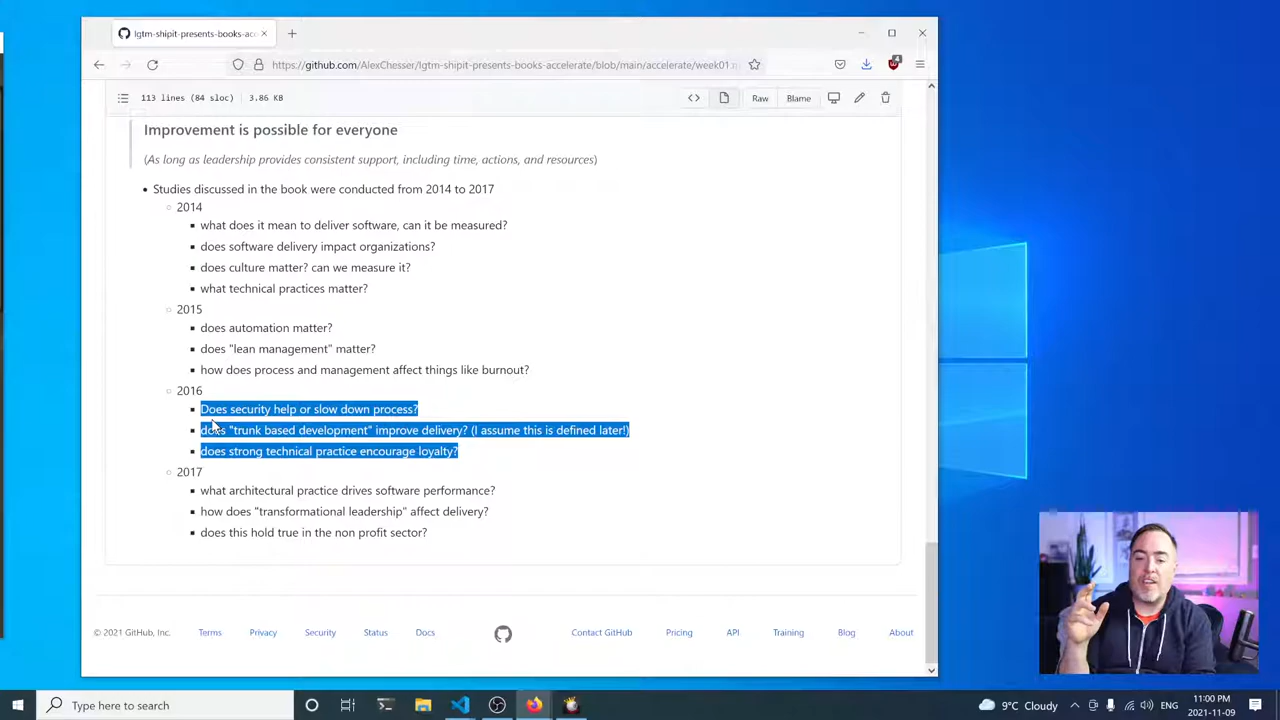 lgtm-shipit-presents-books-acc
https://github.com/AlexChesser/lgtm-shipit-presents-books-accelerate/blob/main/accelerate/week01.
4
113 lines (84 sloc) 3.86 KB
Raw
Blame
Improvement is possible for everyone
(As long as leadership provides consistent support, including time, actions, and resources)
Studies discussed in the book were conducted from 2014 to 2017
2014
what does it mean to deliver software, can it be measured?
does software delivery impact organizations?
does culture matter? can we measure it?
what technical practices matter?
2015
does automation matter?
does "lean management" matter?
how does process and management affect things like burnout?
2016
Does security help or slow down process?
does "trunk based development" improve delivery? (I assume this is defined later!)
does strong technical practice encourage loyalty?
2017
what architectural practice drives software performance?
how does "transformational leadership" affect delivery?
does this hold true in the non profit sector?
© 2021 GitHub, Inc. Terms Privacy Security Status Docs Contact GitHub Pricing API Training Blog About
Type here to search
9°C Cloudy
11:00 PM
2021-11-09